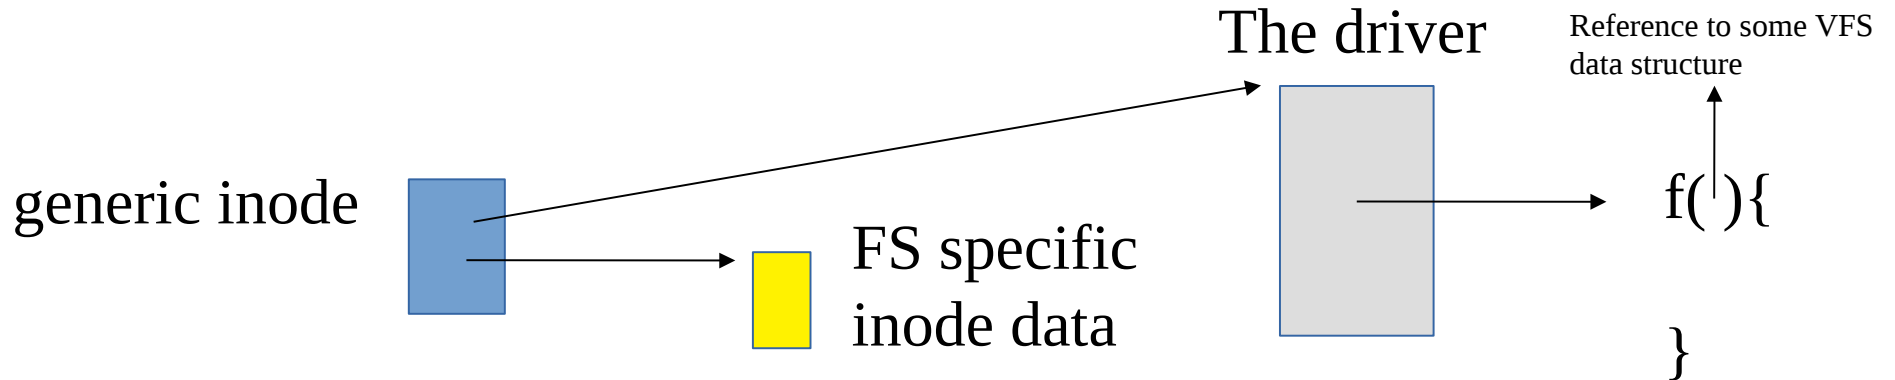 The driver
Reference to some VFS
data structure
generic inode
f( ){
FS specific
inode data
}